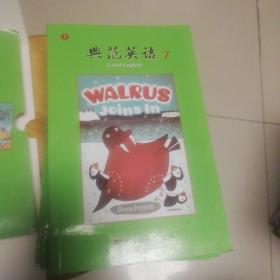 典范英语 7
Good English
WALRUS
Joins In